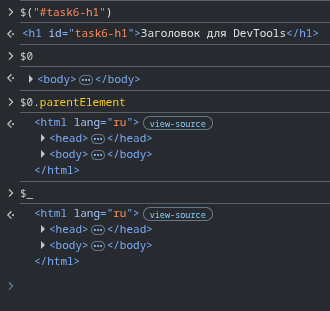 $("#task6-h1")
<h1 id="task6-h1">Заголовок для DevTools</h1>
$0
<body>…</body>
$0.parentElement
<html lang="ru"> view-source
<head>…</head>
<body>…</body>
</html>
$_
<html lang="ru"> view-source
<head>…</head>
<body>…</body>
</html>